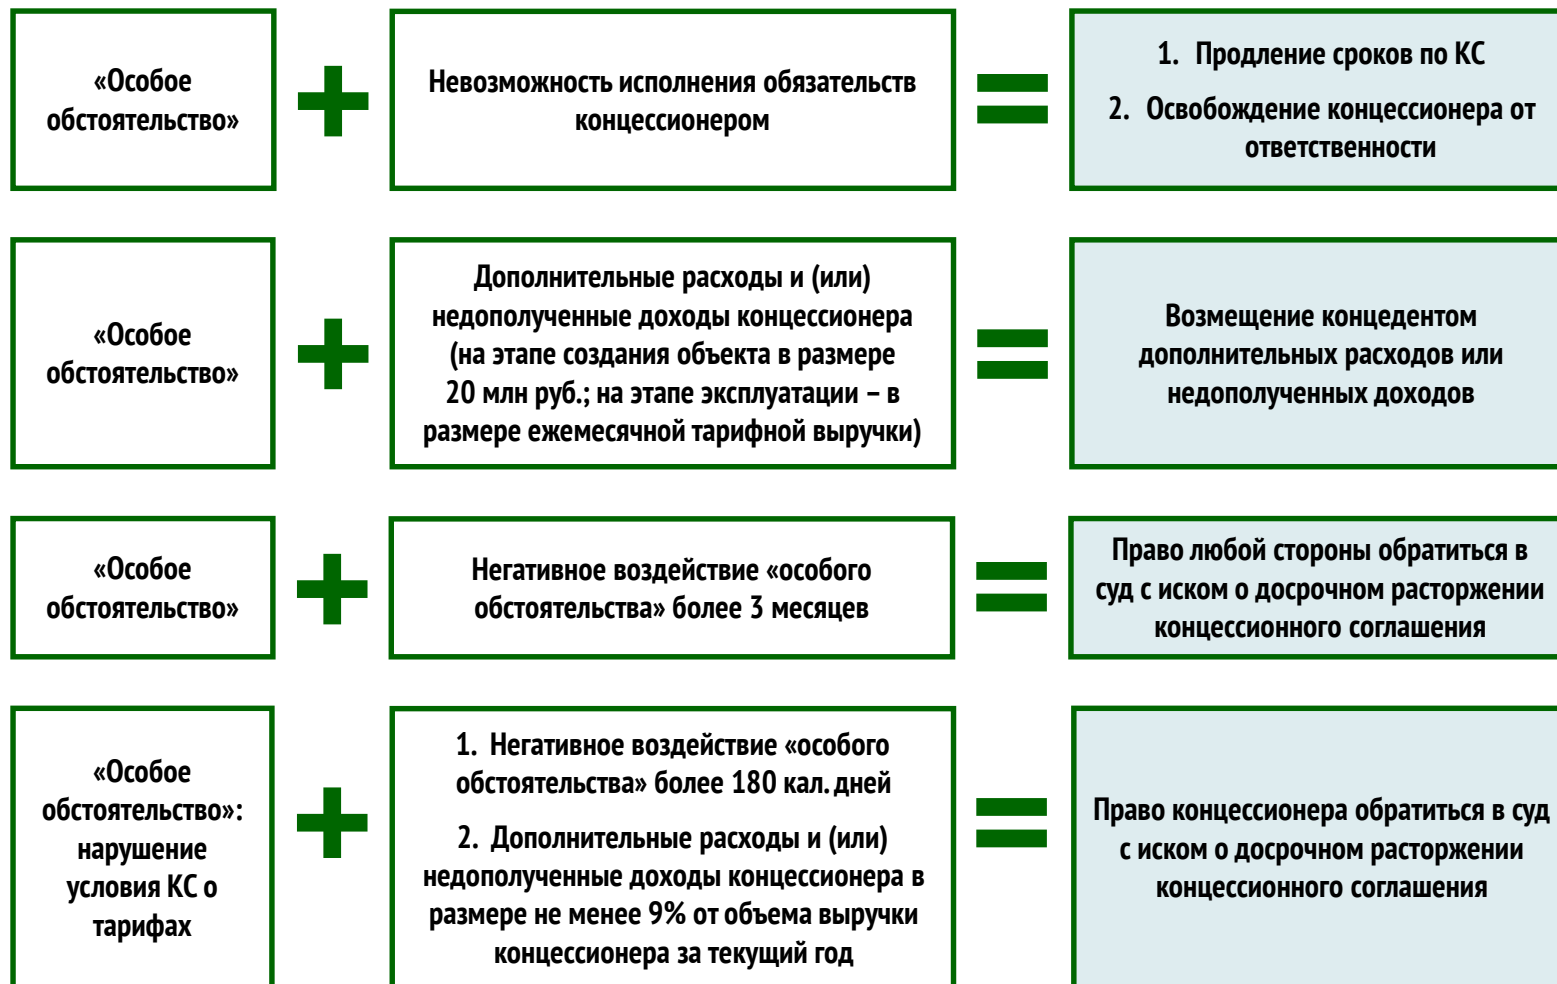 «Особое
обстоятельство»
Невозможность исполнения обязательств
концессионером
1. Продление сроков по КС
2. Освобождение концессионера от
ответственности
«Особое
обстоятельство»
Дополнительные расходы и (или)
недополученные доходы концессионера
(на этапе создания объекта в размере
20 млн руб.; на этапе эксплуатации – в
размере ежемесячной тарифной выручки)
Возмещение концедентом
дополнительных расходов или
недополученных доходов
«Особое
обстоятельство»
Негативное воздействие «особого
обстоятельства» более 3 месяцев
Право любой стороны обратиться в
суд с иском о досрочном расторжении
концессионного соглашения
«Особое
обстоятельство»:
нарушение
условия КС о
тарифах
1. Негативное воздействие «особого
обстоятельства» более 180 кал. дней
2. Дополнительные расходы и (или)
недополученные доходы концессионера в
размере не менее 9% от объема выручки
концессионера за текущий год
Право концессионера обратиться в суд
с иском о досрочном расторжении
концессионного соглашения